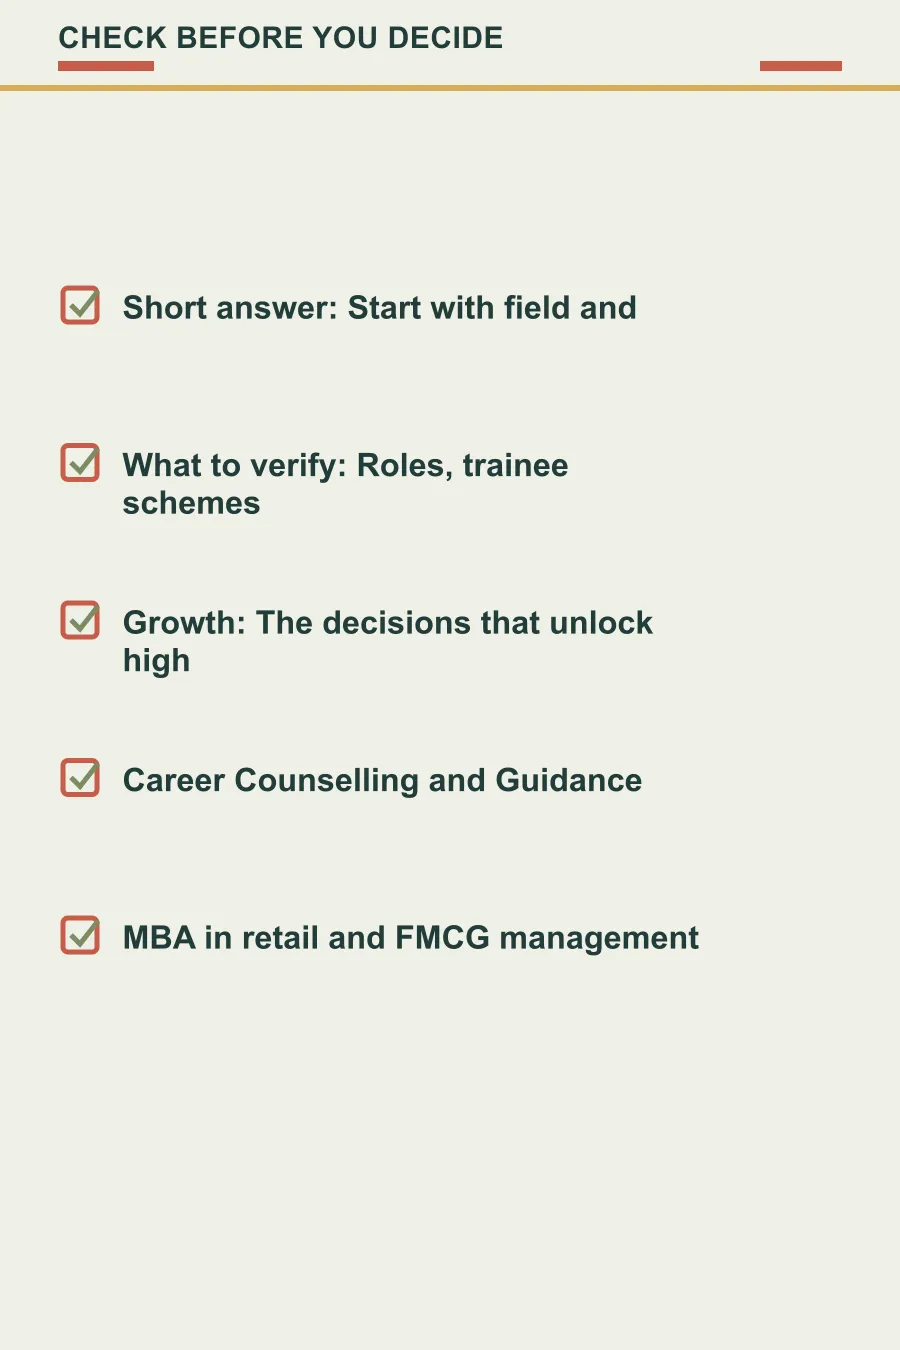 CHECK BEFORE YOU DECIDE
Short answer: Start with field and
What to verify: Roles, trainee
schemes
Growth: The decisions that unlock
high
Career Counselling and Guidance
MBA in retail and FMCG management